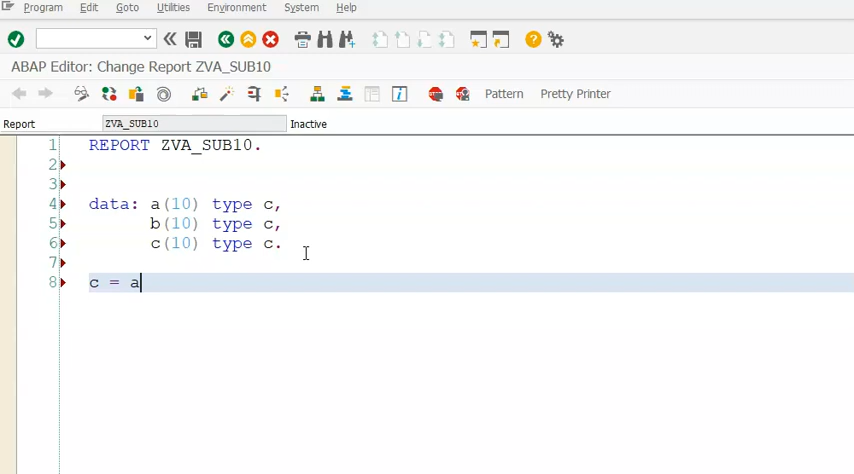 Program Edit Goto Utilities Environment System Help
ABAP Editor: Change Report ZVA_SUB10
Pattern Pretty Printer
Report ZVA_SUB10 Inactive
1 REPORT ZVA_SUB10.
2
3
4 data: a(10) type c,
5 b(10) type c,
6 c(10) type c.
7
8 c = a